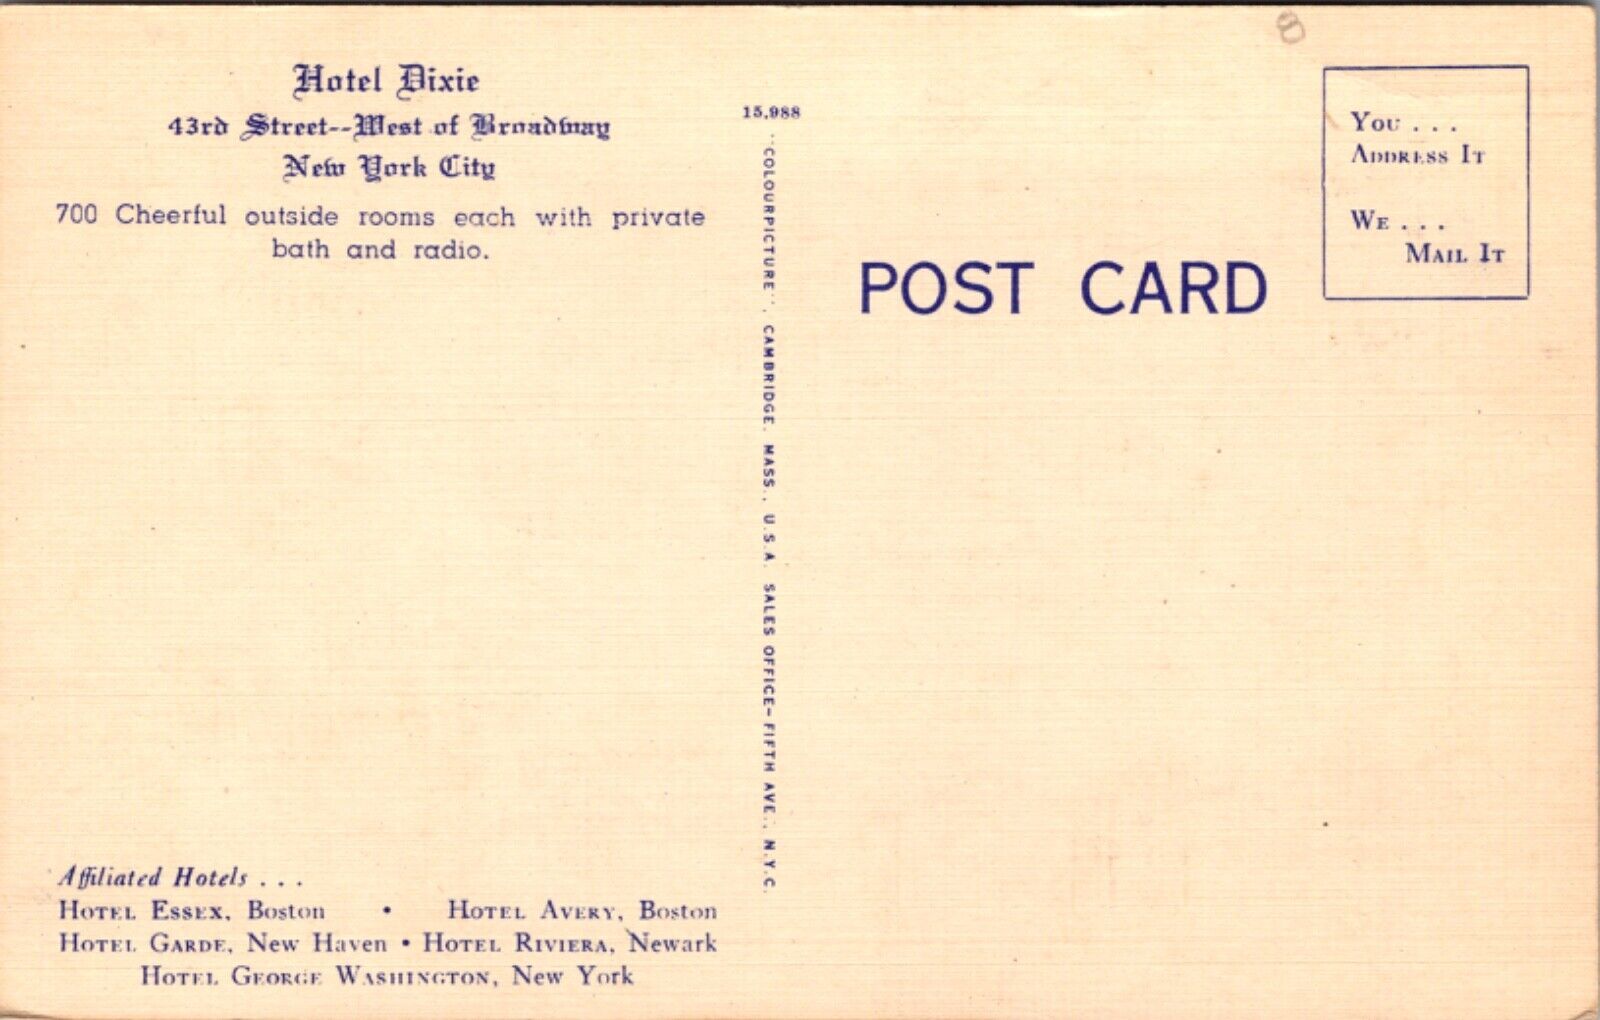 Hotel Dixie
43rd Street--West of Broadway
New York City
700 Cheerful outside rooms each with private
bath and radio.
Affiliated Hotels . . .
Hotel Essex, Boston • Hotel Avery, Boston
Hotel Garde, New Haven • Hotel Riviera, Newark
Hotel George Washington, New York
15,988
"COLOURPICTURE", CAMBRIDGE, MASS., U.S.A. SALES OFFICE- FIFTH AVE., N.Y.C.
POST CARD
You . . .
Address It
We . . .
Mail It
8